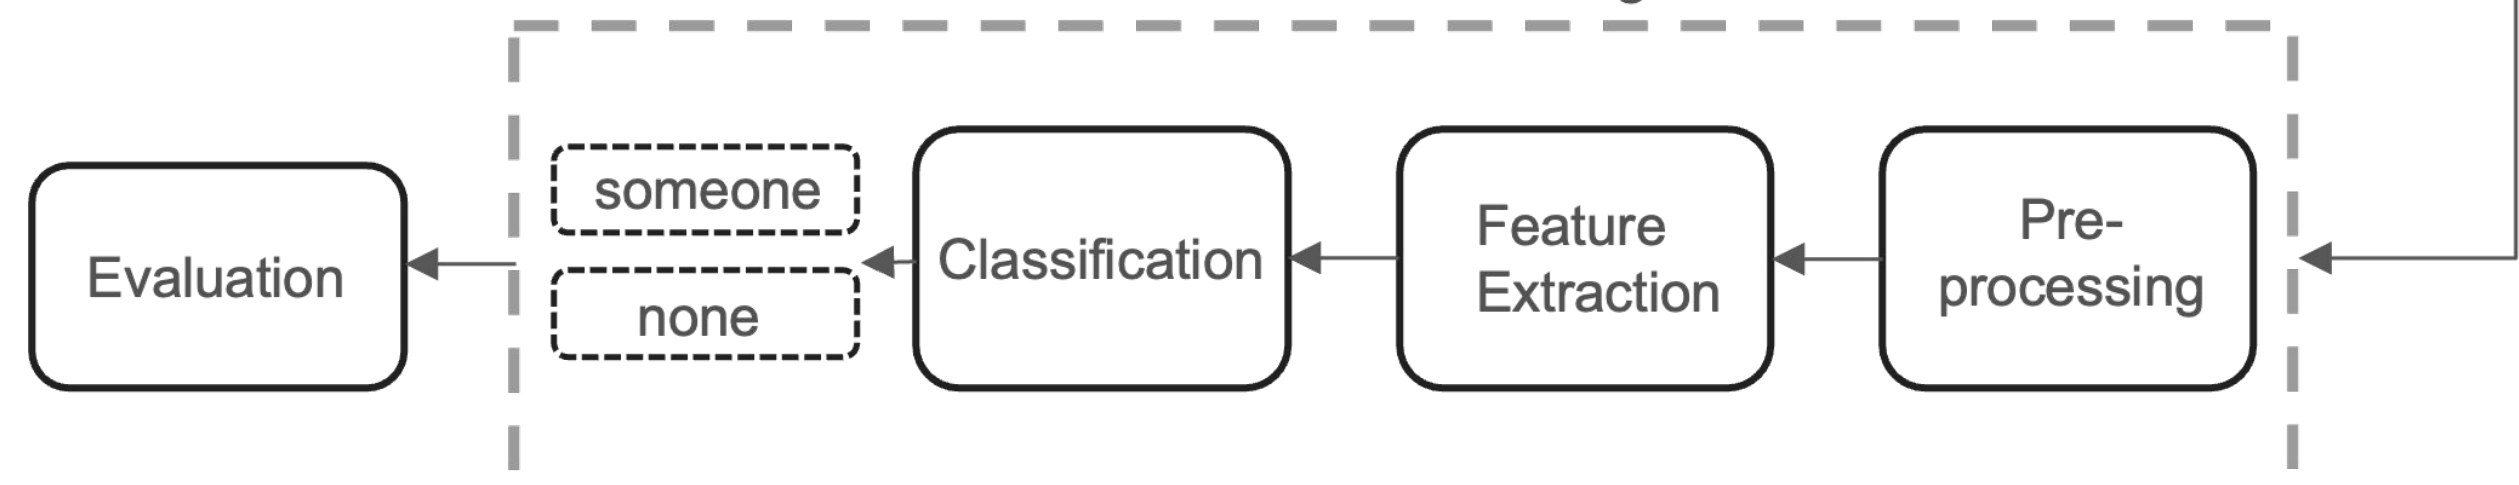 someone
Evaluation
none
Classification
Feature
Extraction
Pre-
processing